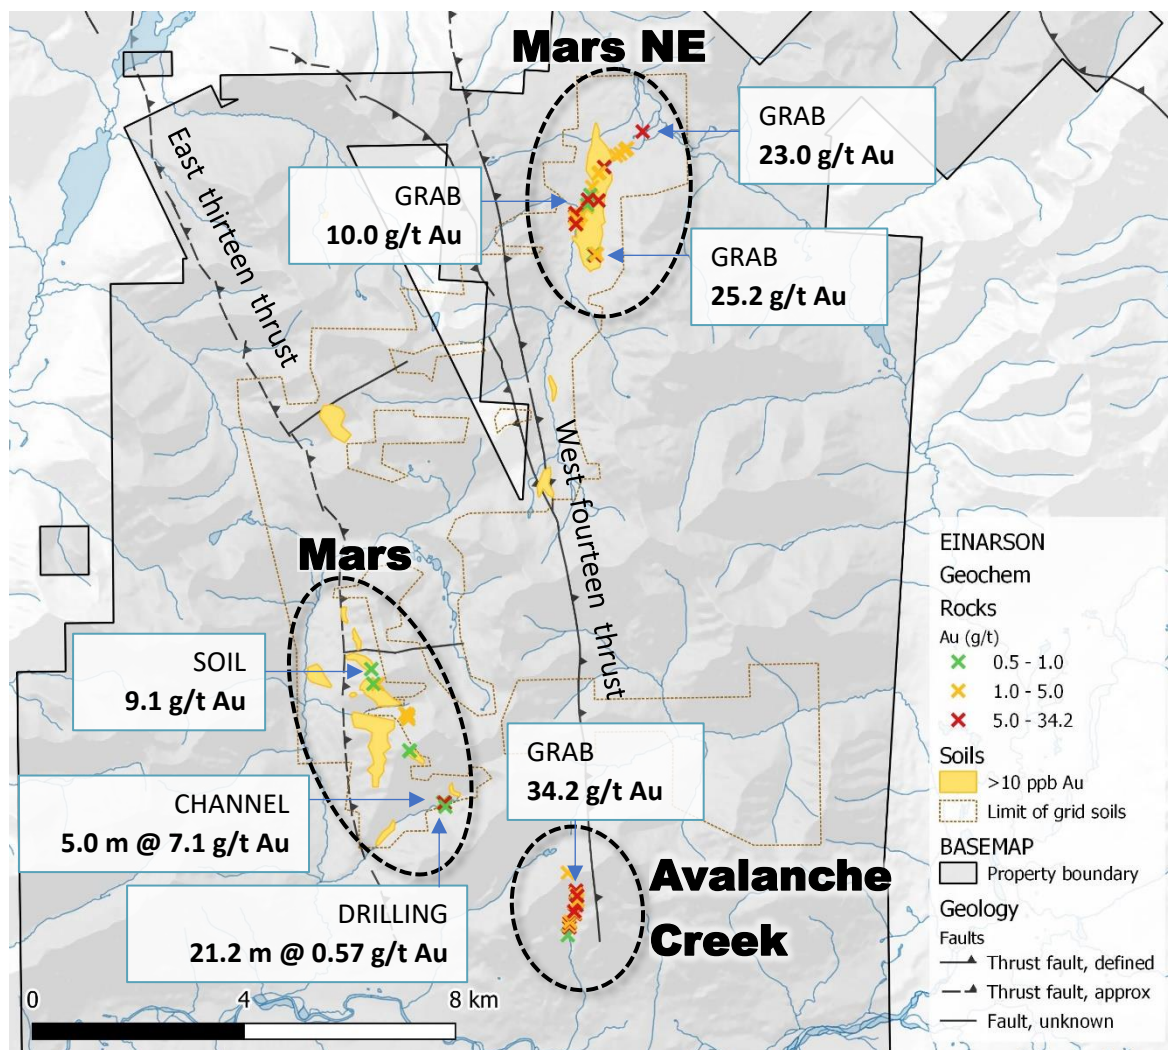 Mars NE
GRAB
23.0 g/t Au
East thirteen thrust
GRAB
10.0 g/t Au
GRAB
25.2 g/t Au
West fourteen thrust
Mars
SOIL
9.1 g/t Au
GRAB
34.2 g/t Au
CHANNEL
5.0 m @ 7.1 g/t Au
DRILLING
21.2 m @ 0.57 g/t Au
Avalanche
Creek
0 4 8 km
EINARSON
Geochem
Rocks
Au (g/t)
0.5 - 1.0
1.0 - 5.0
5.0 - 34.2
Soils
>10 ppb Au
Limit of grid soils
BASEMAP
Property boundary
Geology
Faults
Thrust fault, defined
Thrust fault, approx
Fault, unknown